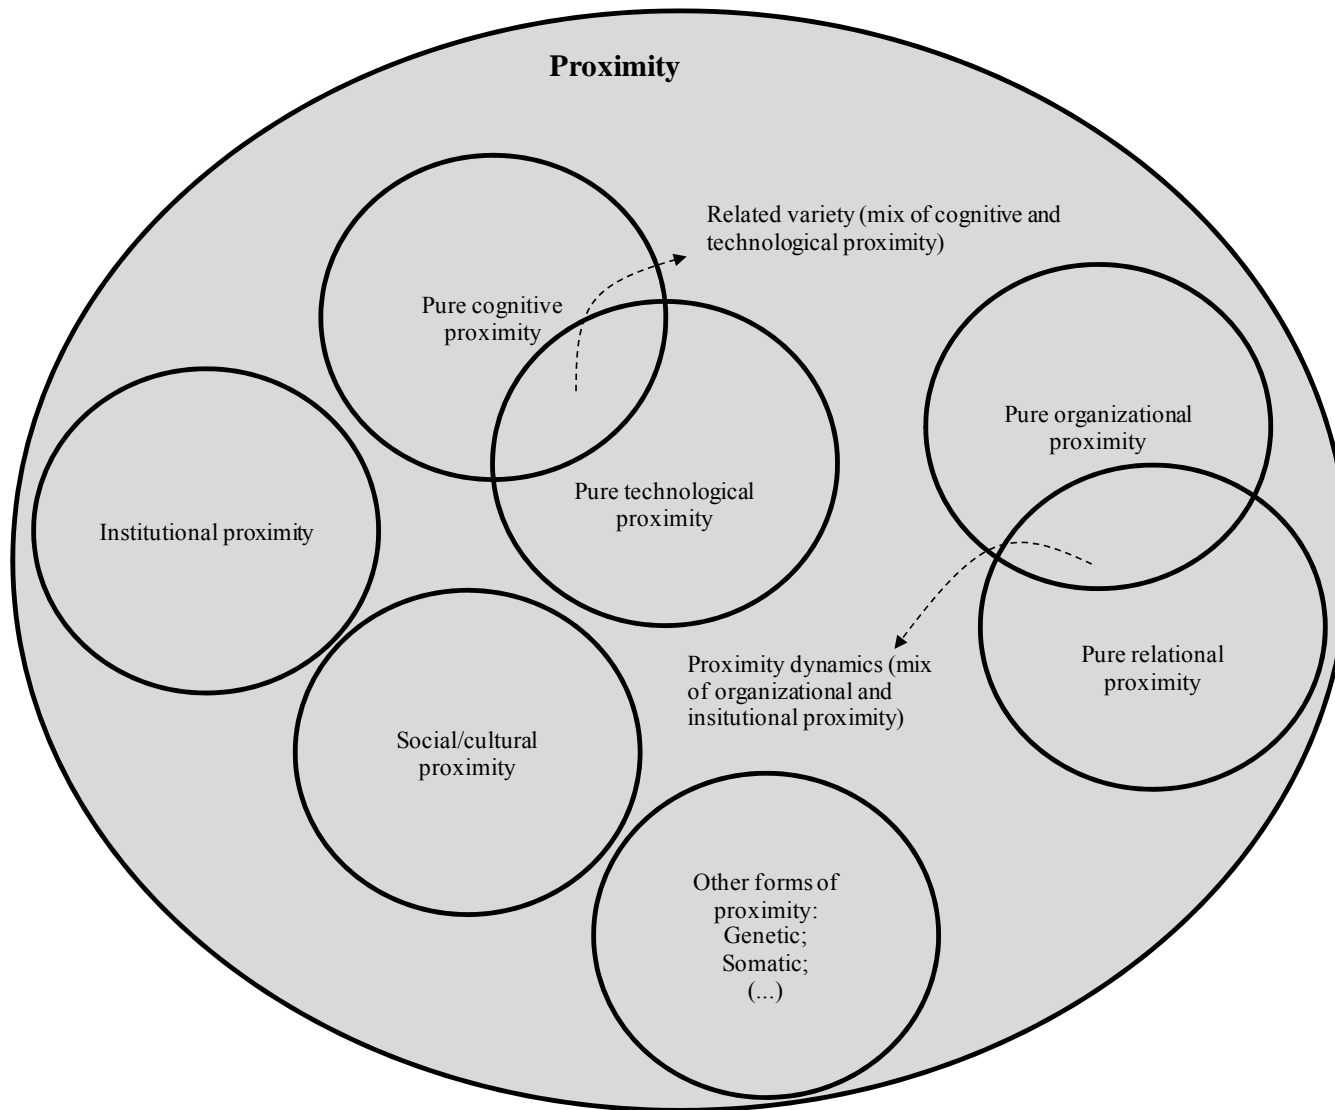 Proximity
Related variety (mix of cognitive and
technological proximity)
Pure cognitive
proximity
Pure organizational
proximity
Pure technological
proximity
Institutional proximity
Proximity dynamics (mix
of organizational and
insitutional proximity)
Pure relational
proximity
Social/cultural
proximity
Other forms of
proximity:
Genetic;
Somatic;
(...)